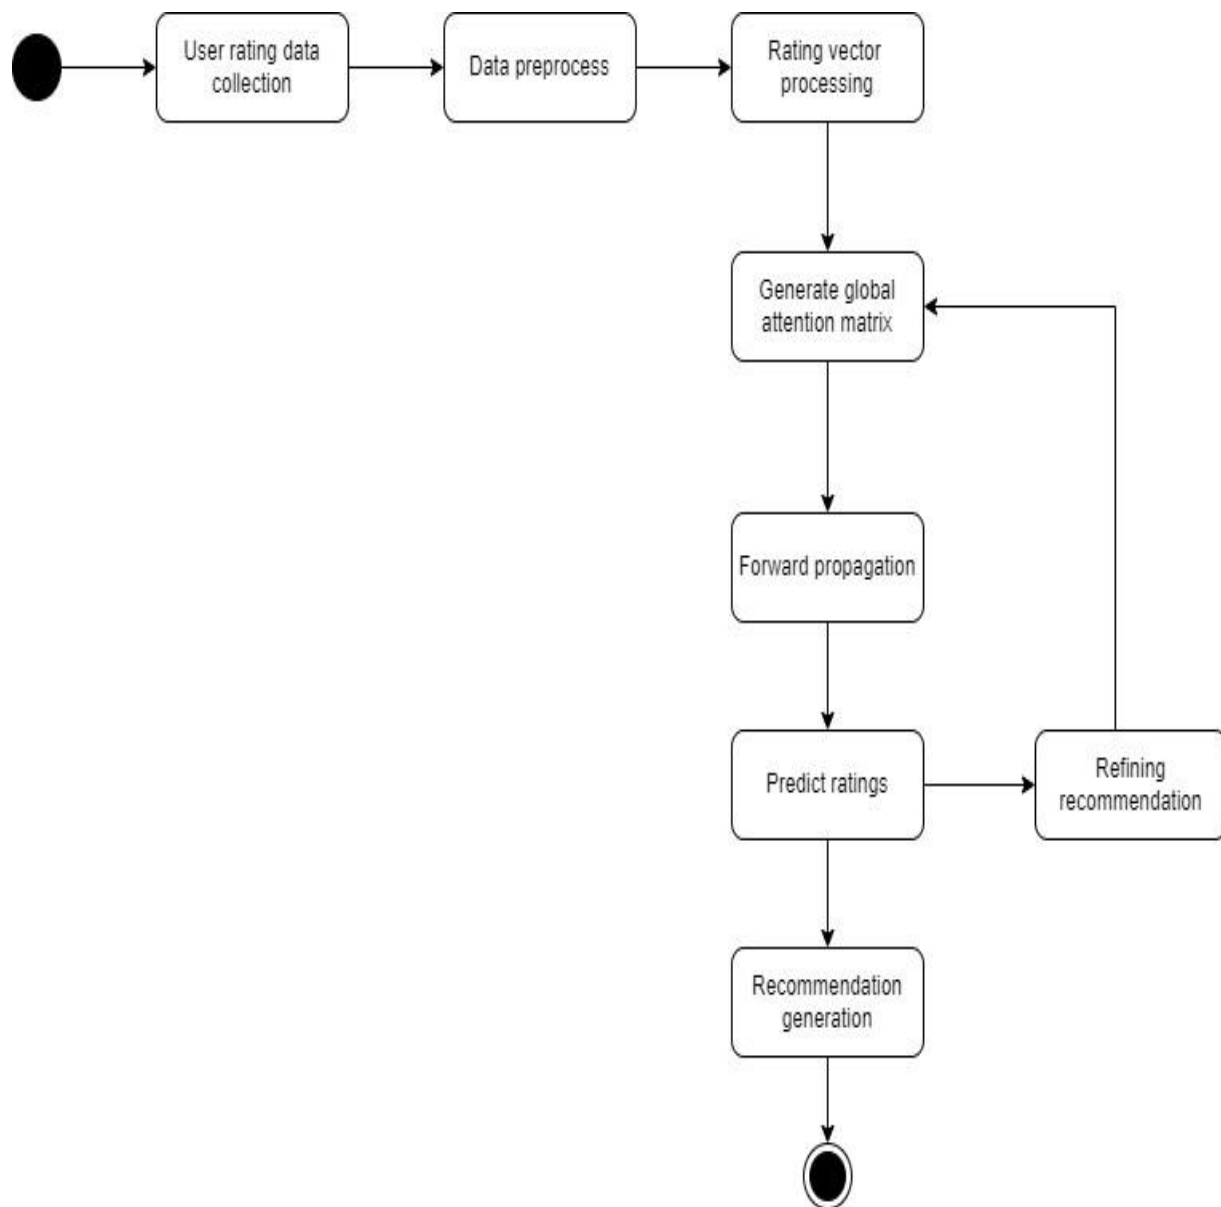 User rating data
collection
Data preprocess
Rating vector
processing
Generate global
attention matrix
Forward propagation
Predict ratings
Refining
recommendation
Recommendation
generation